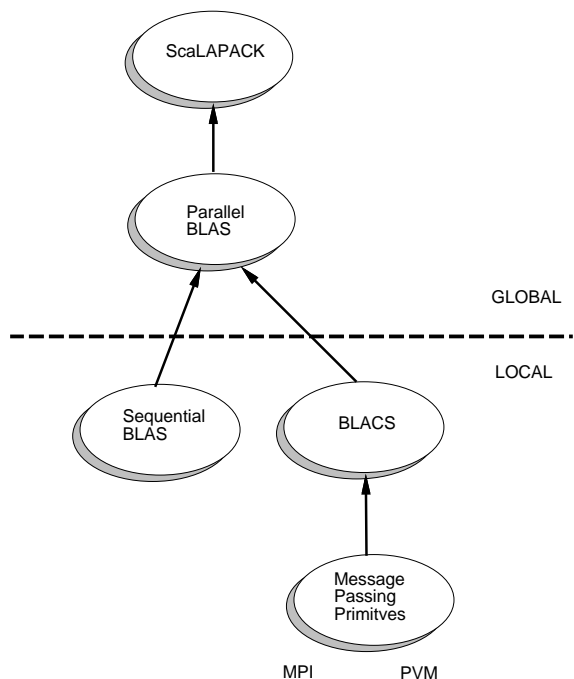 ScaLAPACK
Parallel
BLAS
GLOBAL
LOCAL
Sequential
BLAS
BLACS
Message
Passing
Primitves
MPI
PVM